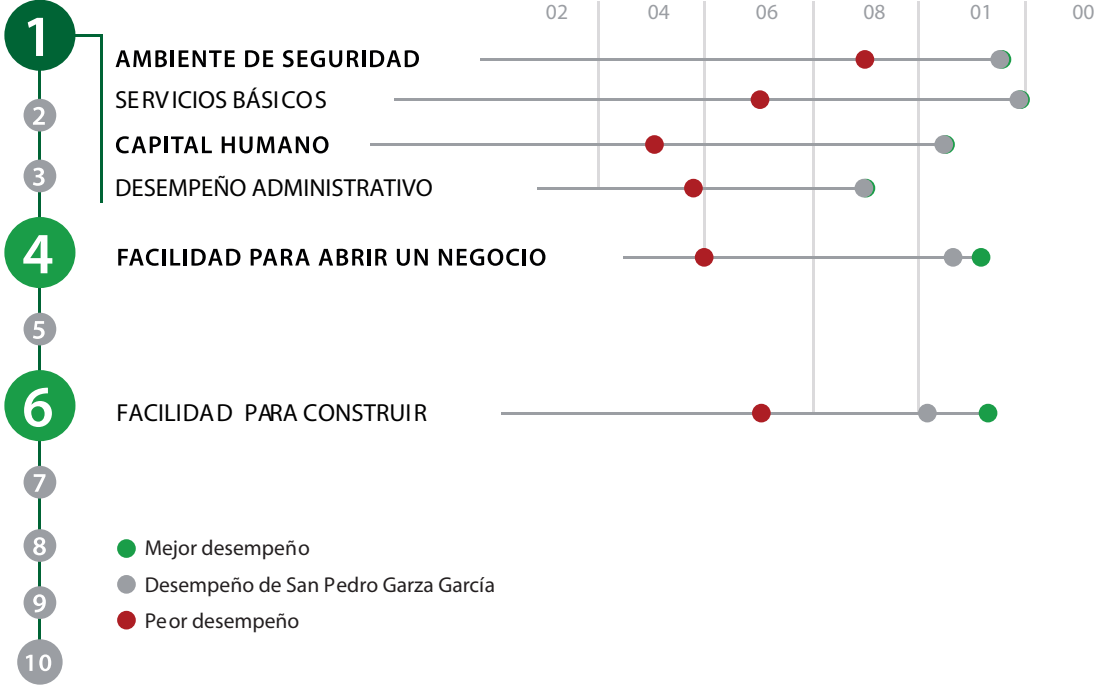 02 04 06 08 01 00
1
AMBIENTE DE SEGURIDAD
SERVICIOS BÁSICOS
2
CAPITAL HUMANO
3
DESEMPEÑO ADMINISTRATIVO
4
FACILIDAD PARA ABRIR UN NEGOCIO
5
6
FACILIDAD PARA CONSTRUIR
7
8
Mejor desempeño
Desempeño de San Pedro Garza García
9
Peor desempeño
10